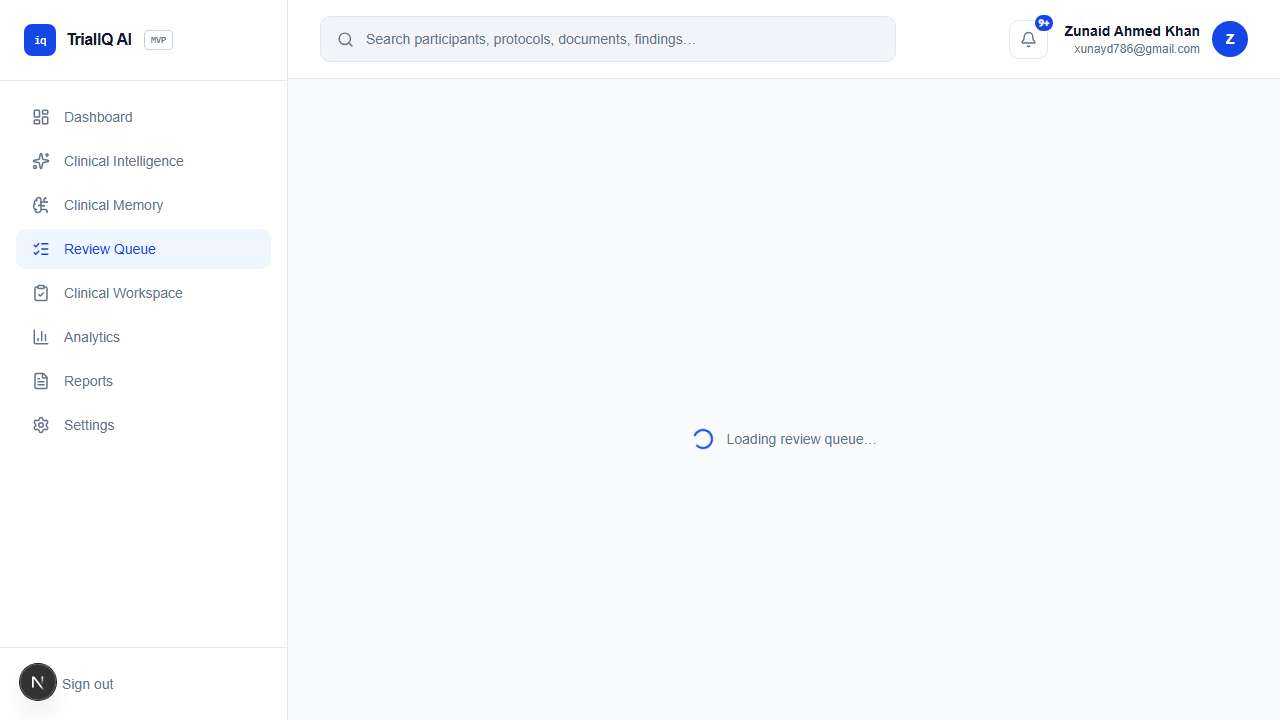 iq TrialIQ AI MVP
Search participants, protocols, documents, findings...
9+
Zunaid Ahmed Khan
xunayd786@gmail.com
Z
Dashboard
Clinical Intelligence
Clinical Memory
Review Queue
Clinical Workspace
Analytics
Reports
Settings
Loading review queue...
N Sign out